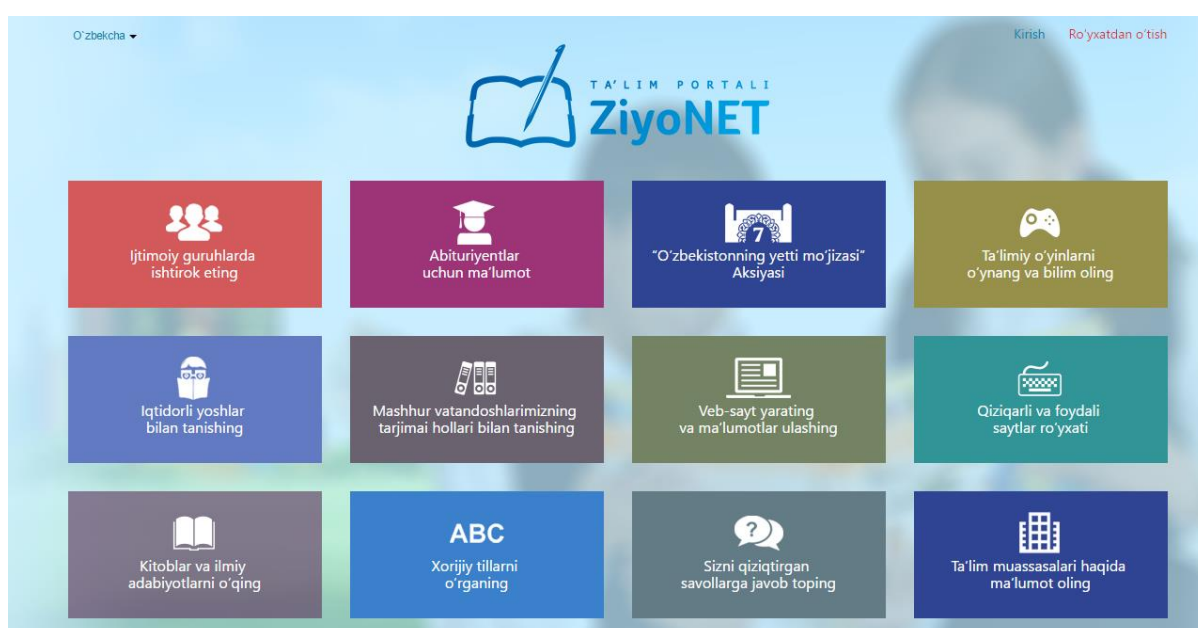 O`zbekcha
Kirish Ro'yxatdan o'tish
TA'LIM PORTALI
ZiyoNET
Ijtimoiy guruhlarda
ishtirok eting
Abituriyentlar
uchun ma'lumot
7
"O'zbekistonning yetti mo'jizasi"
Aksiyasi
Ta'limiy o'yinlarni
o'ynang va bilim oling
Iqtidorli yoshlar
bilan tanishing
Mashhur vatandoshlarimizning
tarjimai hollari bilan tanishing
Veb-sayt yarating
va ma'lumotlar ulashing
Qiziqarli va foydali
saytlar ro'yxati
Kitoblar va ilmiy
adabiyotlarni o'qing
ABC
Xorijiy tillarni
o'rganing
?
Sizni qiziqtirgan
savollarga javob toping
Ta'lim muassasalari haqida
ma'lumot oling